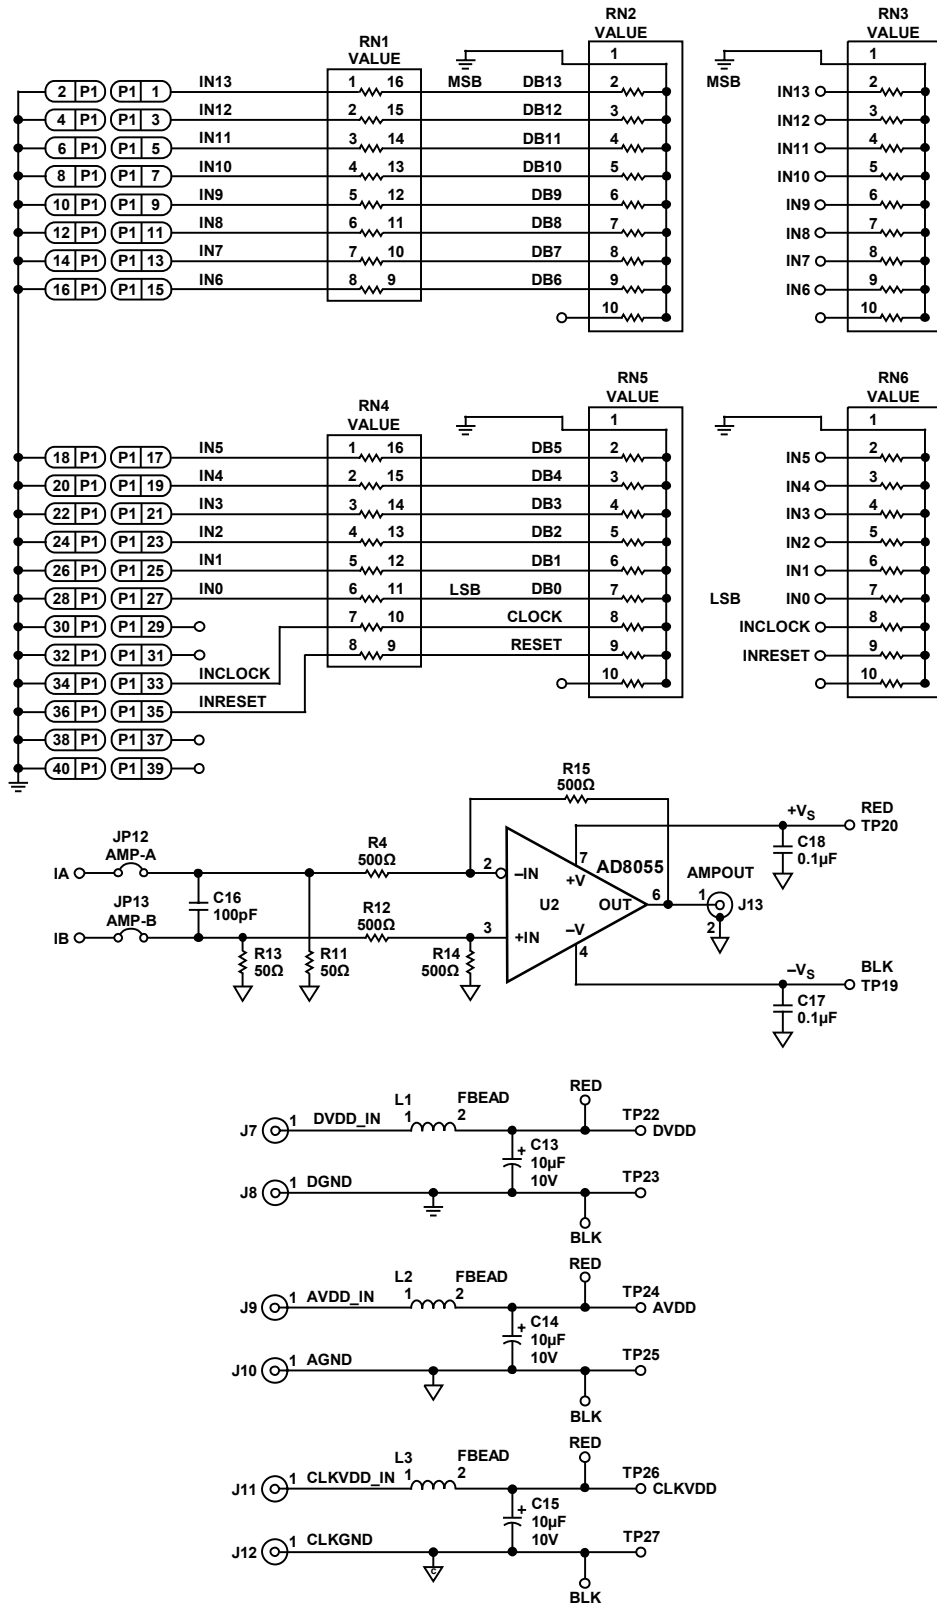 RN2
VALUE
RN3
VALUE
RN1
VALUE
1
1
2 P1 P1 1 IN13 1 16 MSB DB13 2 MSB IN13 2
4 P1 P1 3 IN12 2 15 DB12 3 IN12 3
6 P1 P1 5 IN11 3 14 DB11 4 IN11 4
8 P1 P1 7 IN10 4 13 DB10 5 IN10 5
10 P1 P1 9 IN9 5 12 DB9 6 IN9 6
12 P1 P1 11 IN8 6 11 DB8 7 IN8 7
14 P1 P1 13 IN7 7 10 DB7 8 IN7 8
16 P1 P1 15 IN6 8 9 DB6 9 IN6 9
10 10
RN5
VALUE
RN6
VALUE
RN4
VALUE
1
1
18 P1 P1 17 IN5 1 16 DB5 2 IN5 2
20 P1 P1 19 IN4 2 15 DB4 3 IN4 3
22 P1 P1 21 IN3 3 14 DB3 4 IN3 4
24 P1 P1 23 IN2 4 13 DB2 5 IN2 5
26 P1 P1 25 IN1 5 12 DB1 6 IN1 6
28 P1 P1 27 IN0 6 11 LSB DB0 7 LSB IN0 7
30 P1 P1 29 7 10 CLOCK 8 INCLOCK 8
32 P1 P1 31 8 9 RESET 9 INRESET 9
34 P1 P1 33 INCLOCK 10 10
36 P1 P1 35 INRESET
38 P1 P1 37
40 P1 P1 39
R15
500Ω
+VS
RED
TP20
JP12
AMP-A
IA
R4
500Ω
2
–IN
7
+V
AD8055
C18
0.1µF
AMPOUT
C16
100pF
U2
OUT
6
1
J13
2
JP13
AMP-B
IB
R12
500Ω
3
+IN
–V
4
R13
50Ω
R11
50Ω
R14
500Ω
–VS
BLK
TP19
C17
0.1µF
RED
J7 1 DVDD_IN L1 1 FBEAD 2 TP22
DVDD
C13
10µF
10V
+
J8 1 DGND TP23
BLK
RED
J9 1 AVDD_IN L2 1 FBEAD 2 TP24
AVDD
C14
10µF
10V
+
J10 1 AGND TP25
BLK
RED
J11 1 CLKVDD_IN L3 1 FBEAD 2 TP26
CLKVDD
C15
10µF
10V
+
J12 1 CLKGND TP27
C
BLK